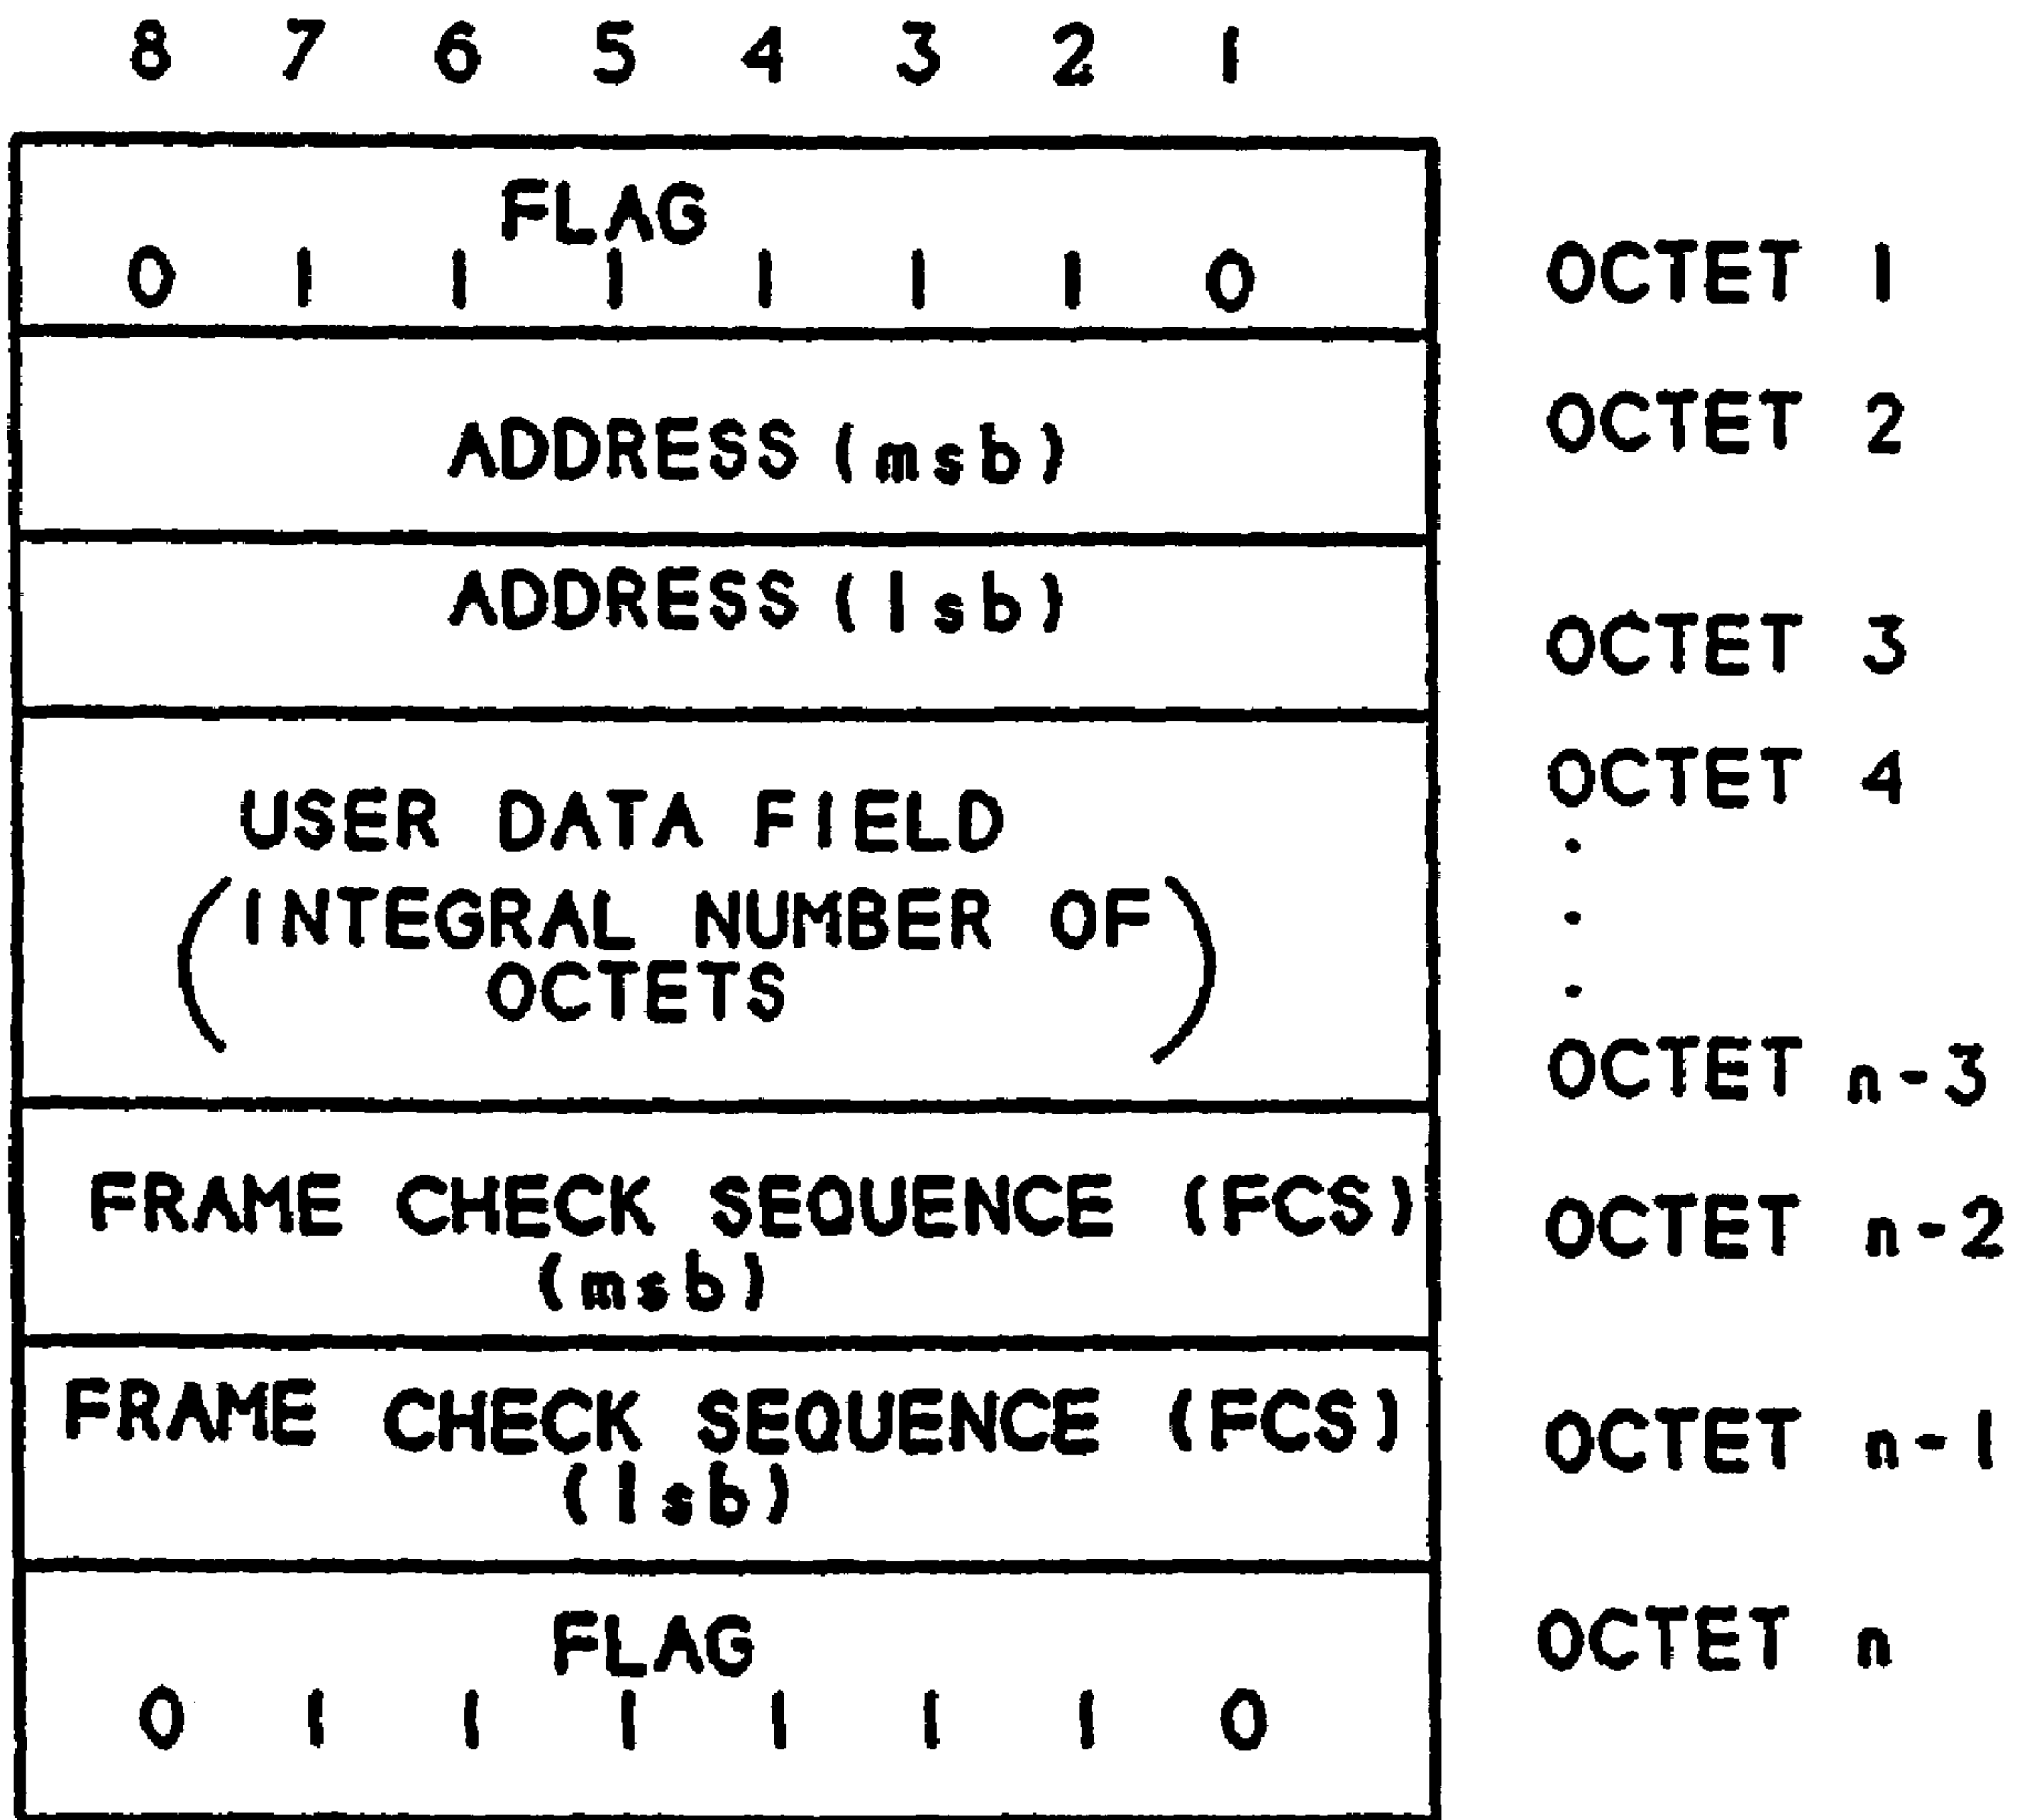 8 7 6 5 4 3 2 1
FLAG
0 1 1 1 1 1 1 0 OCTET 1
ADDRESS (msb) OCTET 2
ADDRESS (lsb) OCTET 3
USER DATA FIELD OCTET 4
(INTEGRAL NUMBER OF
OCTETS)
OCTET n-3
FRAME CHECK SEQUENCE (FCS) OCTET n-2
(msb)
FRAME CHECK SEQUENCE (FCS) OCTET n-1
(lsb)
FLAG OCTET n
0 1 1 1 1 1 1 0